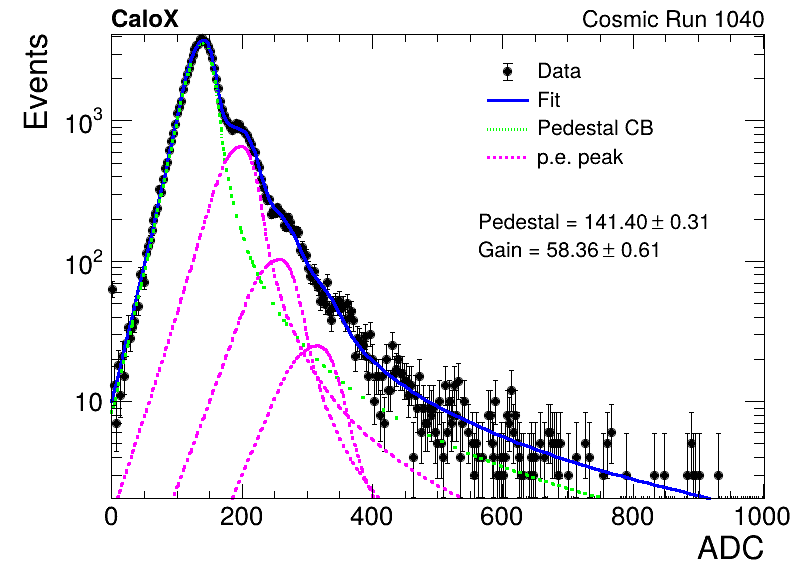 CaloX Cosmic Run 1040
Events
Data
Fit
Pedestal CB
p.e. peak
Pedestal = 141.40 ± 0.31
Gain = 58.36 ± 0.61
10³
10²
10
0 200 400 600 800 1000
ADC